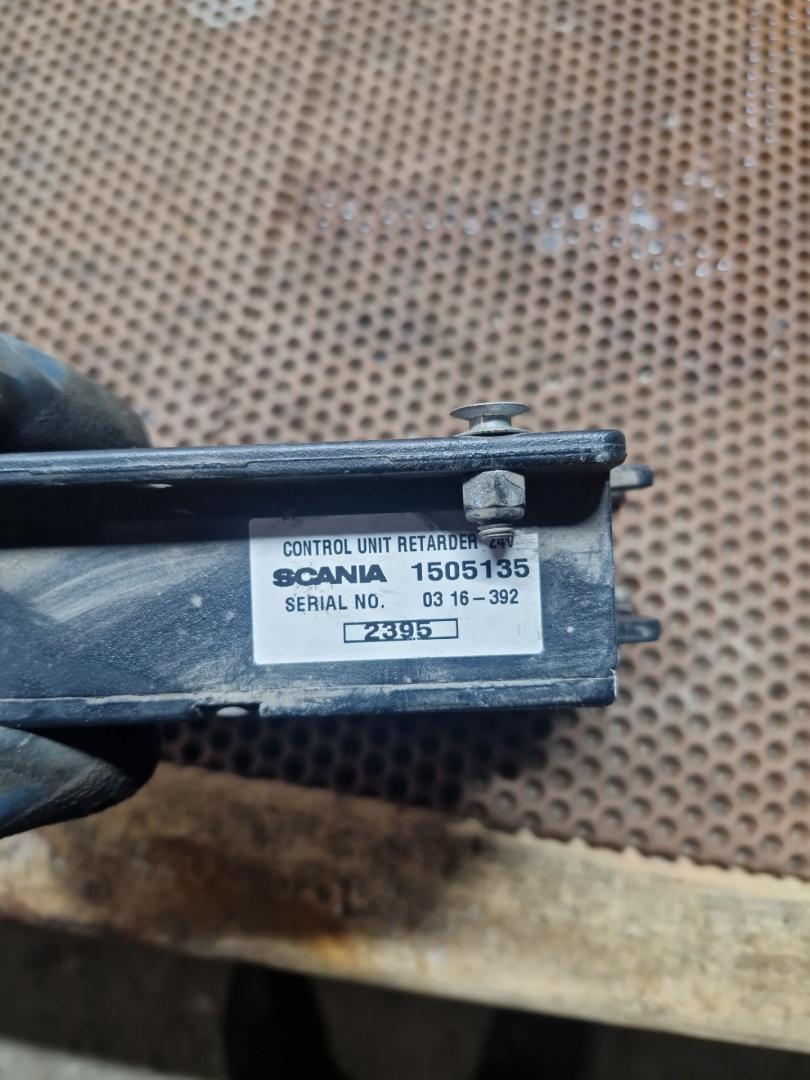 CONTROL UNIT RETARDER 24V
SCANIA 1505135
SERIAL NO. 03 16-392
2395